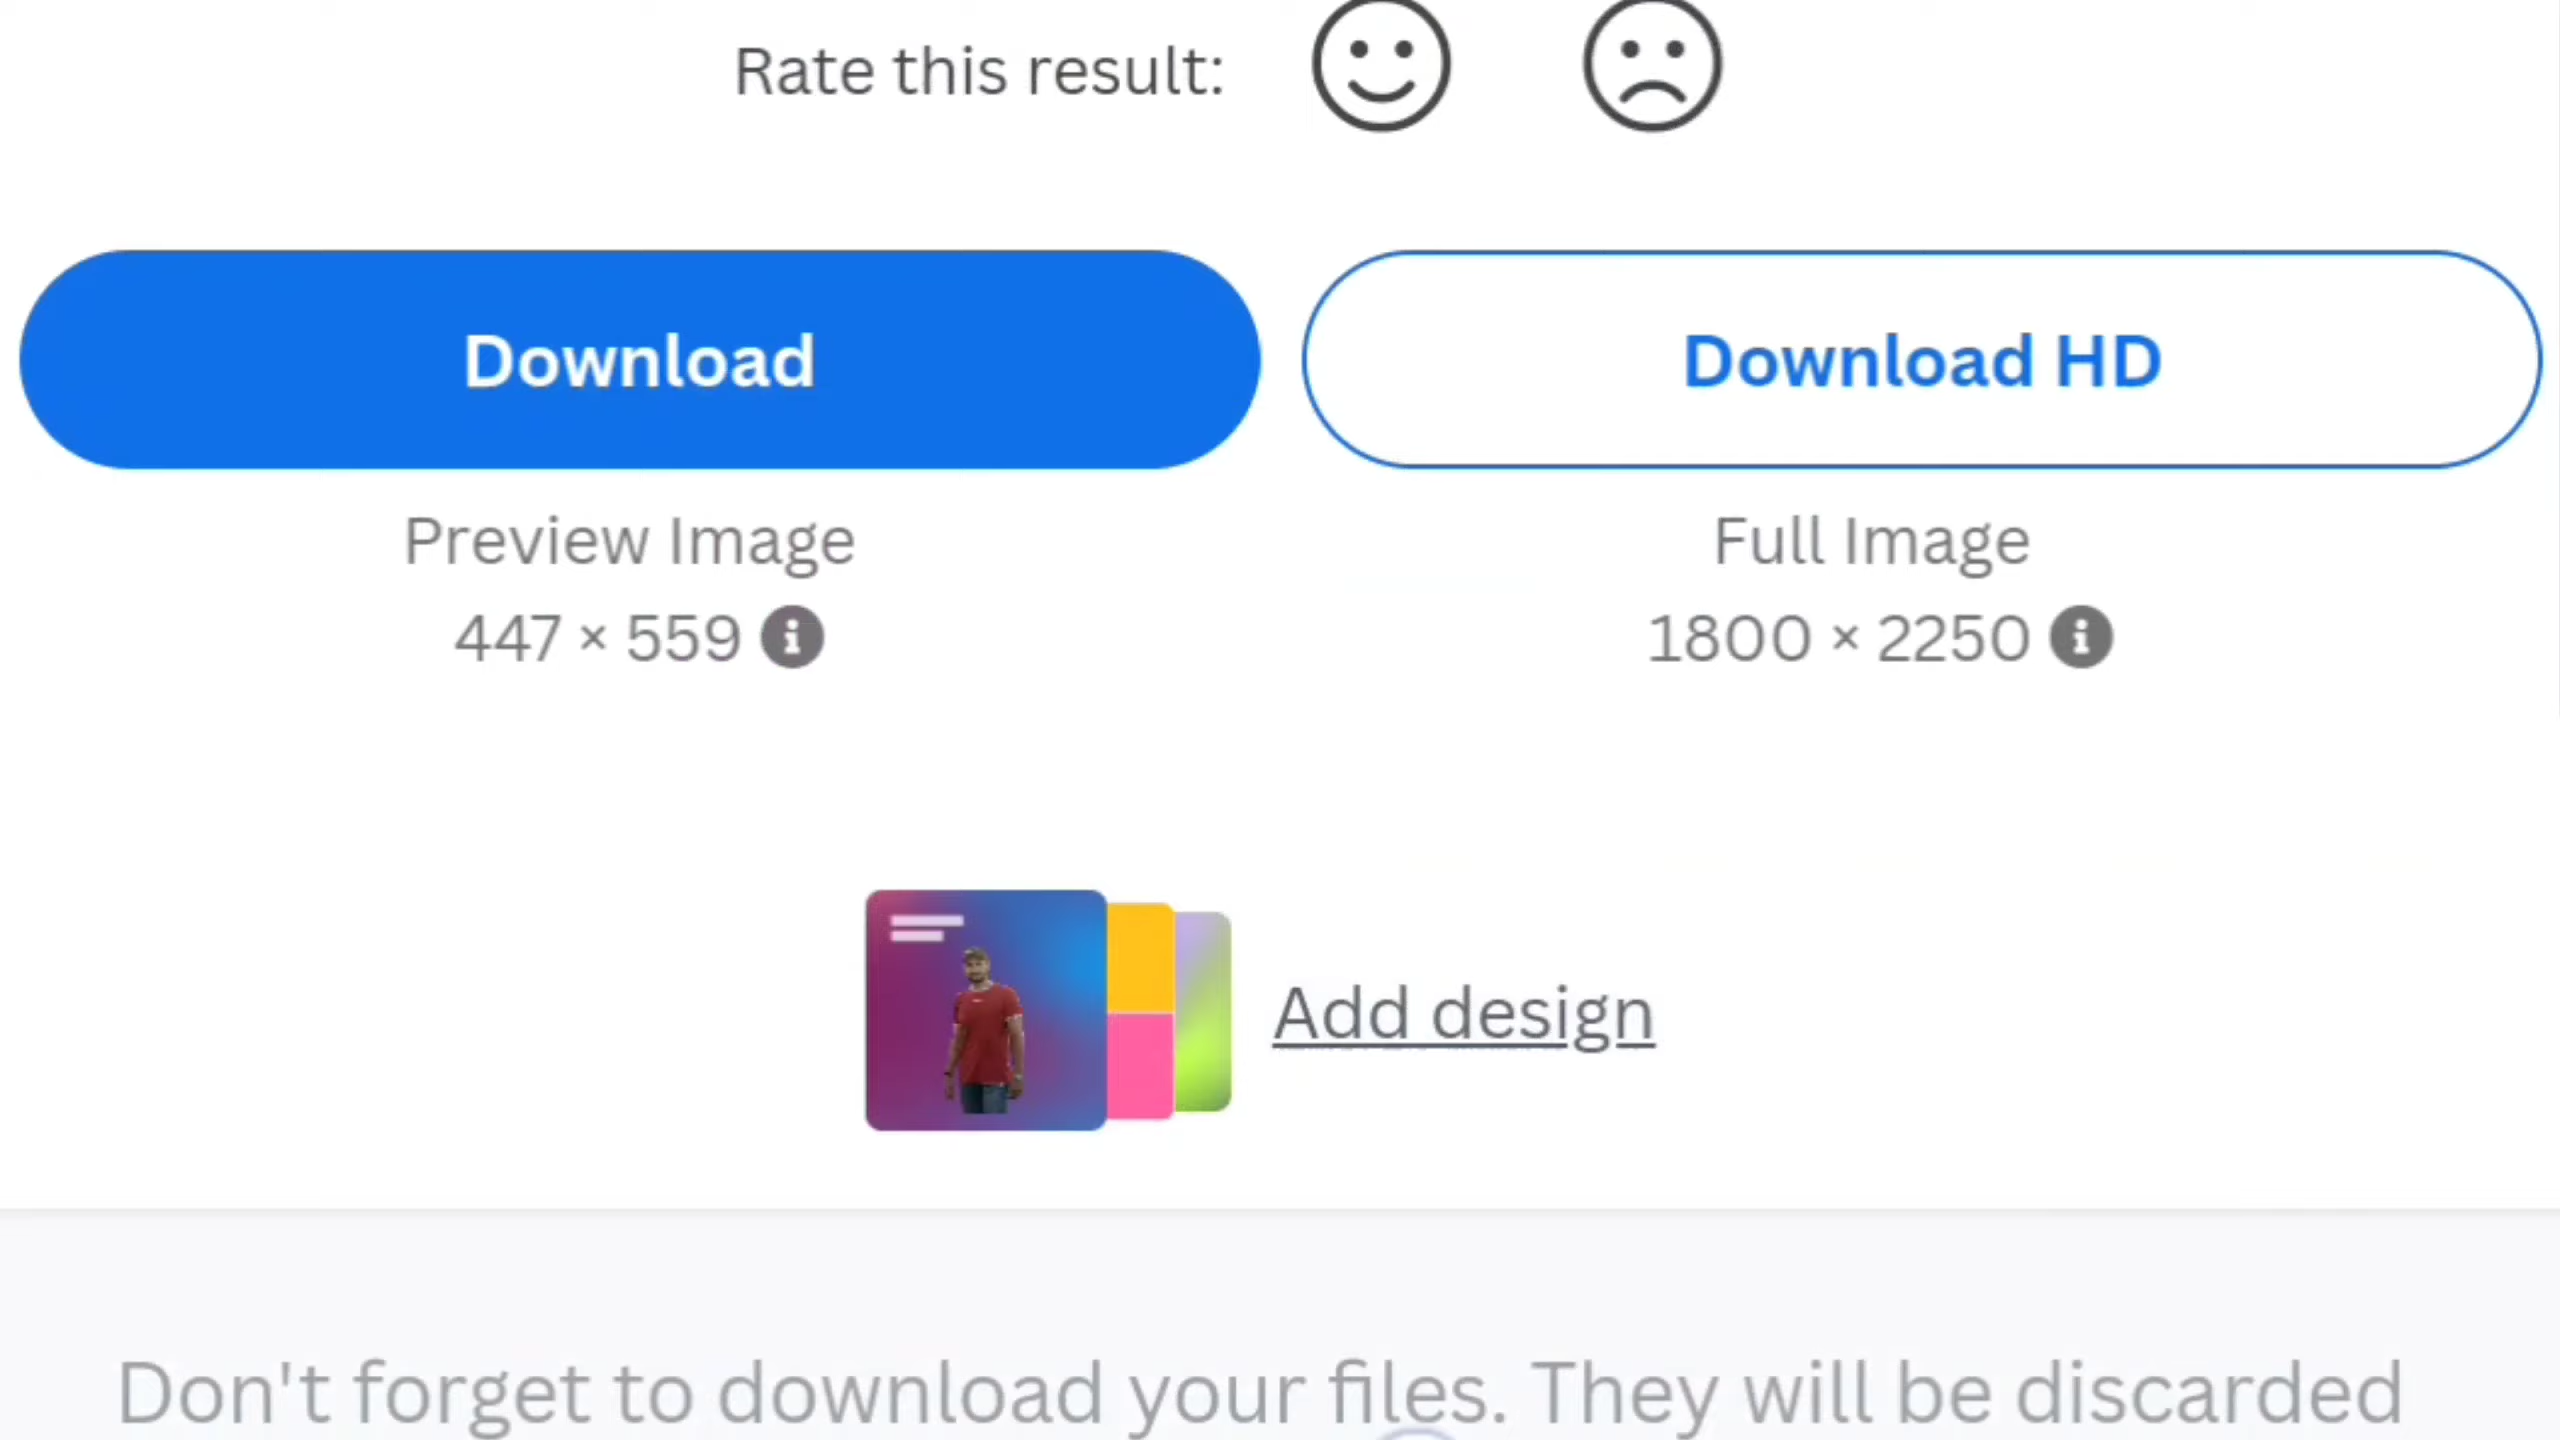 Rate this result:
Download
Download HD
Preview Image
Full Image
447 × 559
1800 × 2250
Add design
Don't forget to download your files. They will be discarded